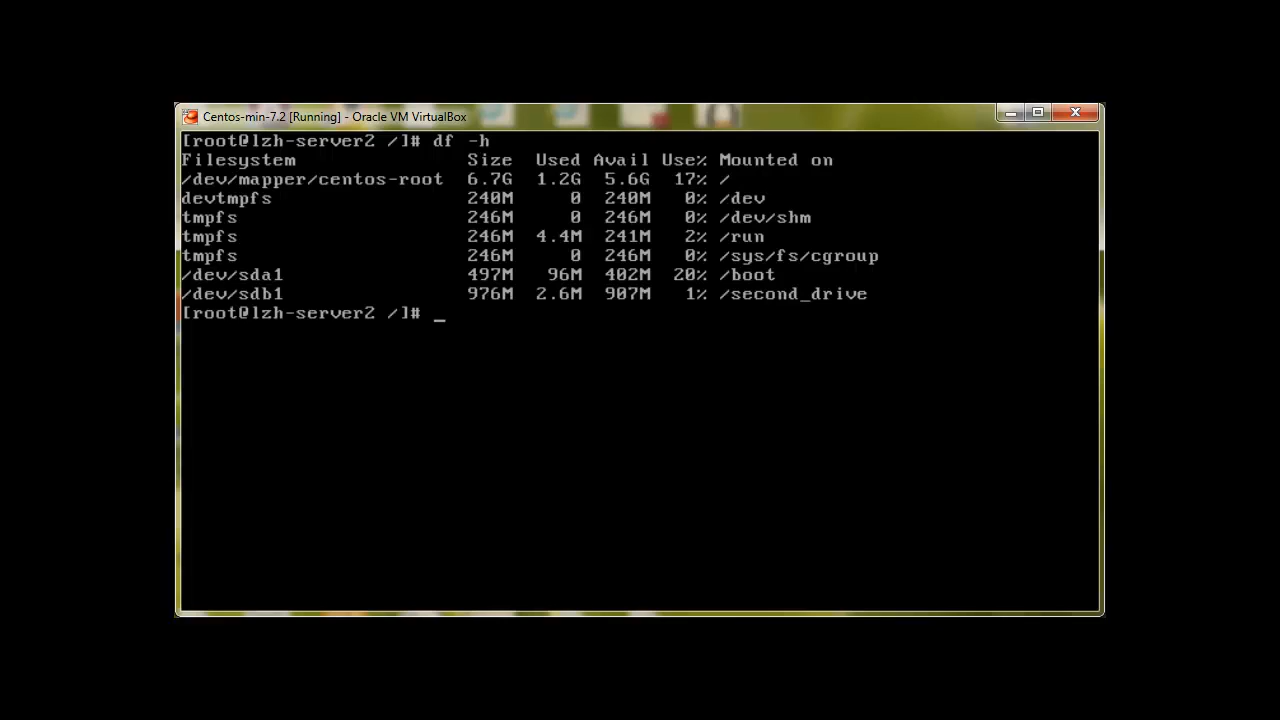 Centos-min-7.2 [Running] - Oracle VM VirtualBox
[root@lzh-server2 /]# df -h
Filesystem Size Used Avail Use% Mounted on
/dev/mapper/centos-root 6.7G 1.2G 5.6G 17% /
devtmpfs 240M 0 240M 0% /dev
tmpfs 246M 0 246M 0% /dev/shm
tmpfs 246M 4.4M 241M 2% /run
tmpfs 246M 0 246M 0% /sys/fs/cgroup
/dev/sda1 497M 96M 402M 20% /boot
/dev/sdb1 976M 2.6M 907M 1% /second_drive
[root@lzh-server2 /]# _